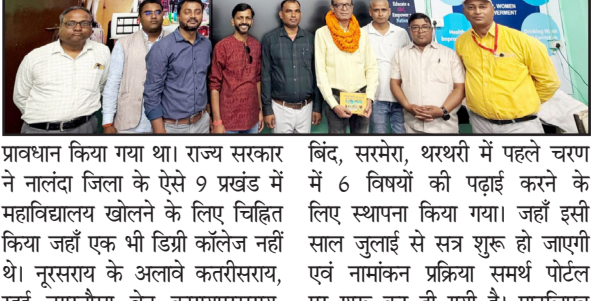 WOMEN
प्रावधान किया गया था। राज्य सरकार
ने नालंदा जिला के ऐसे 9 प्रखंड में
महाविद्यालय खोलने के लिए चिह्नित
किया जहाँ एक भी डिग्री कॉलेज नहीं
थे। नूरसराय के अलावे कतरीसराय,
बिंद, सरमेरा, थरथरी में पहले चरण
में 6 विषयों की पढ़ाई करने के
लिए स्थापना किया गया। जहाँ इसी
साल जुलाई से सत्र शुरू हो जाएगी
एवं नामांकन प्रक्रिया समर्थ पोर्टल